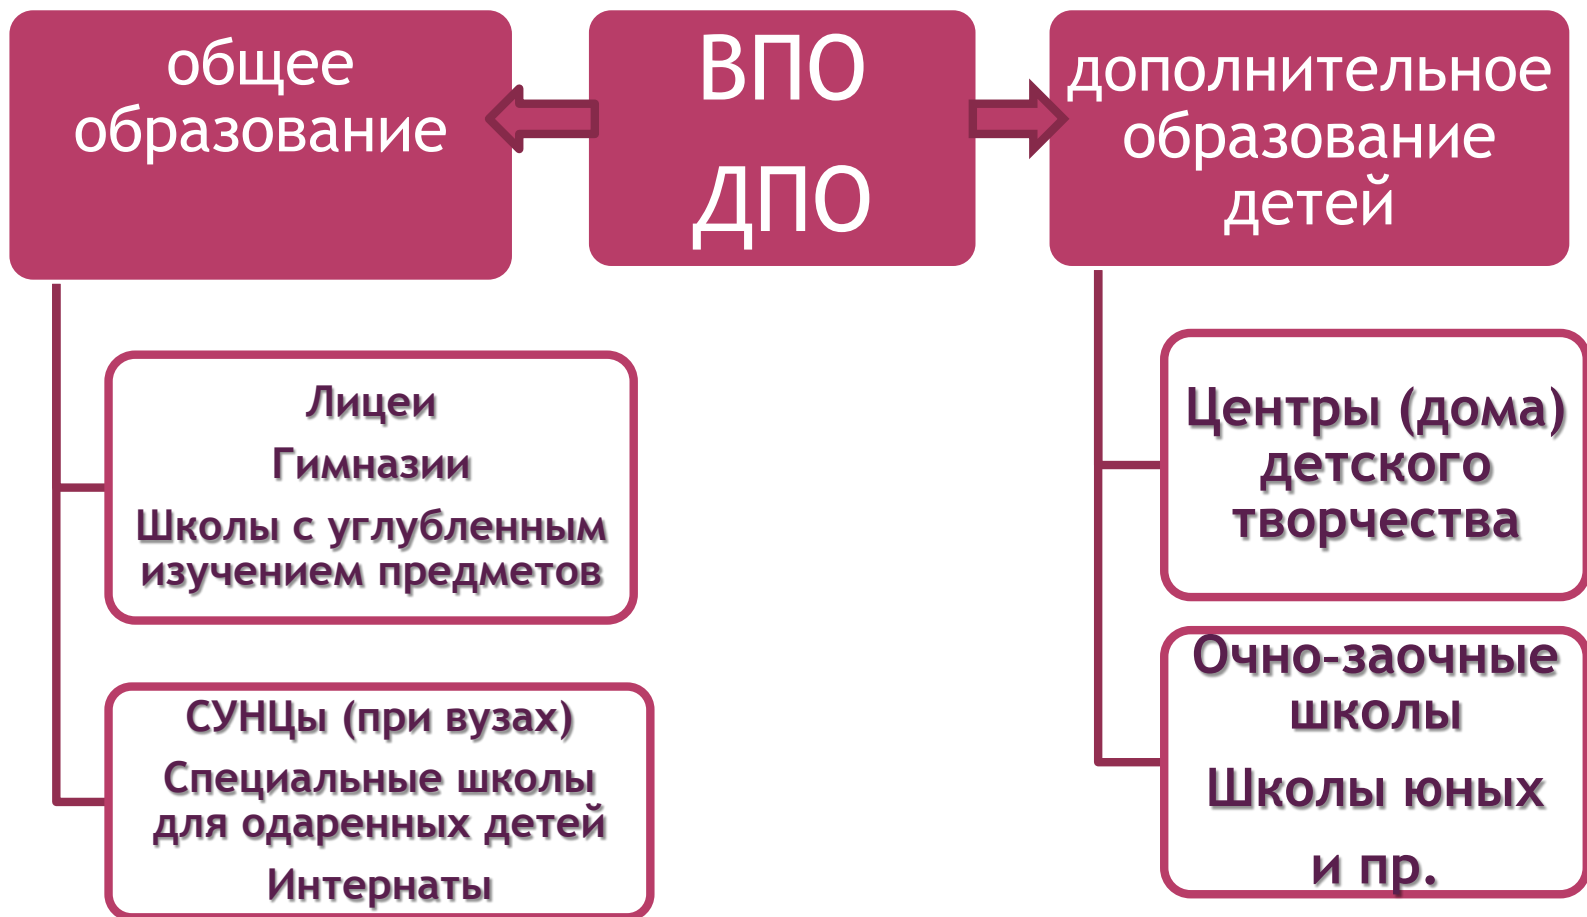 общее
образование
ВПО
ДПО
дополнительное
образование
детей
Лицеи
Гимназии
Школы с углубленным
изучением предметов
СУНЦы (при вузах)
Специальные школы
для одаренных детей
Интернаты
Центры (дома)
детского
творчества
Очно-заочные
школы
Школы юных
и пр.